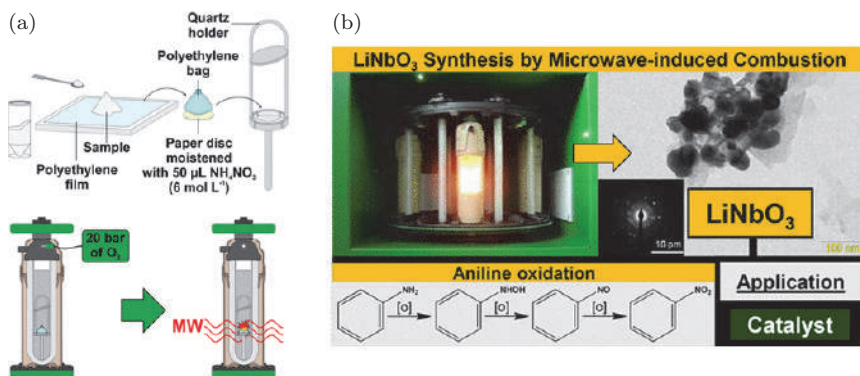 (a)
Quartz
holder
Polyethylene
bag
Sample
Polyethylene
film
Paper disc
moistened
with 50 µL NH₄NO₃
(6 mol L⁻¹)
20 bar
of O₂
MW
(b)
LiNbO₃ Synthesis by Microwave-induced Combustion
LiNbO₃
10 pm
100 nm
Aniline oxidation
NH₂
[O]
NHOH
[O]
NO
[O]
NO₂
Application
Catalyst